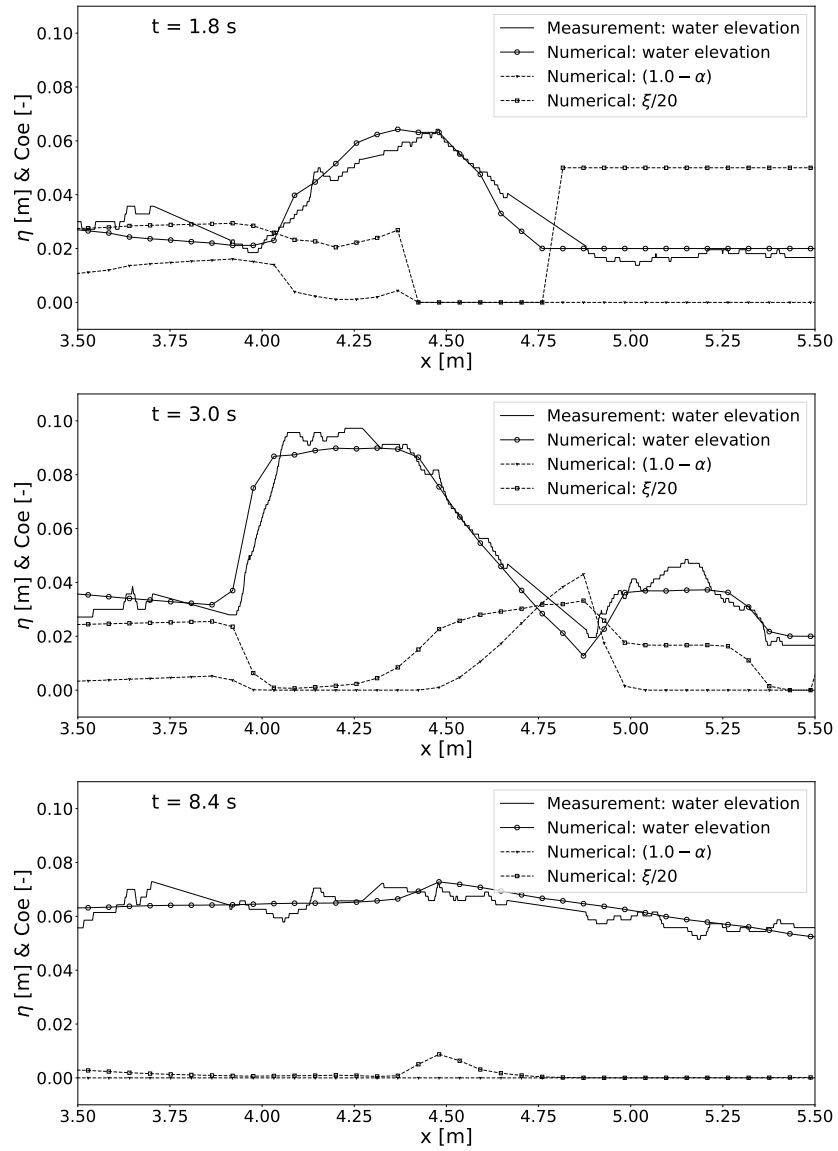 t = 1.8 s
Measurement: water elevation
Numerical: water elevation
Numerical: (1.0 − α)
Numerical: ξ/20
η [m] & Coe [-]
0.10
0.08
0.06
0.04
0.02
0.00
3.50 3.75 4.00 4.25 4.50 4.75 5.00 5.25 5.50
x [m]
t = 3.0 s
Measurement: water elevation
Numerical: water elevation
Numerical: (1.0 − α)
Numerical: ξ/20
η [m] & Coe [-]
0.10
0.08
0.06
0.04
0.02
0.00
3.50 3.75 4.00 4.25 4.50 4.75 5.00 5.25 5.50
x [m]
t = 8.4 s
Measurement: water elevation
Numerical: water elevation
Numerical: (1.0 − α)
Numerical: ξ/20
η [m] & Coe [-]
0.10
0.08
0.06
0.04
0.02
0.00
3.50 3.75 4.00 4.25 4.50 4.75 5.00 5.25 5.50
x [m]